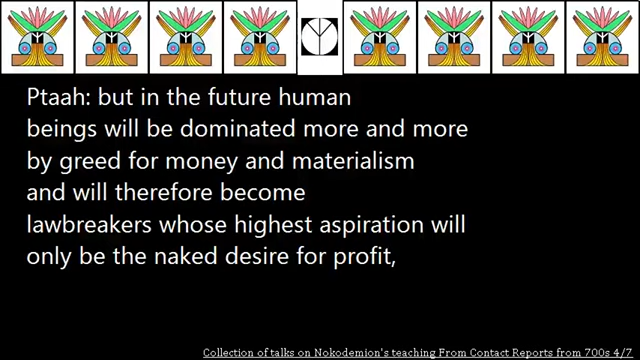 Ptaah: but in the future human
beings will be dominated more and more
by greed for money and materialism
and will therefore become
lawbreakers whose highest aspiration will
only be the naked desire for profit,
Collection of talks on Nokodemion's teaching From Contact Reports from 700s 4/7